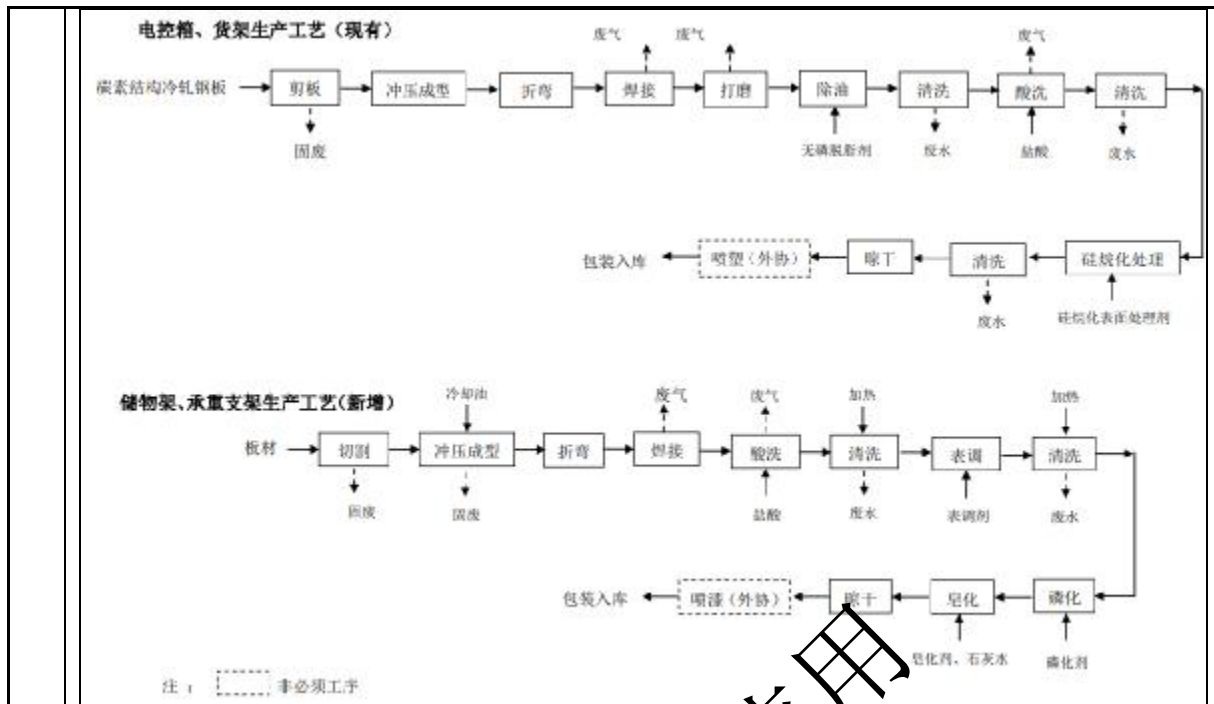 电控箱、货架生产工艺（现有）
废气 废气 废气
碳素结构冷轧钢板 剪板 冲压成型 折弯 焊接 打磨 除油 清洗 酸洗 清洗
固废 无磷脱脂剂 废水 盐酸 废水
包装入库 喷塑（外协） 晾干 清洗 硅烷化处理
废水 硅烷化表面处理剂
储物架、承重支架生产工艺（新增）
冷却油 废气 废气 加热 加热
板材 切割 冲压成型 折弯 焊接 酸洗 清洗 表调 清洗
固废 固废 盐酸 废水 表调剂 废水
包装入库 喷漆（外协） 晾干 皂化 磷化
皂化剂、石灰水 磷化剂
注： 非必须工序
用